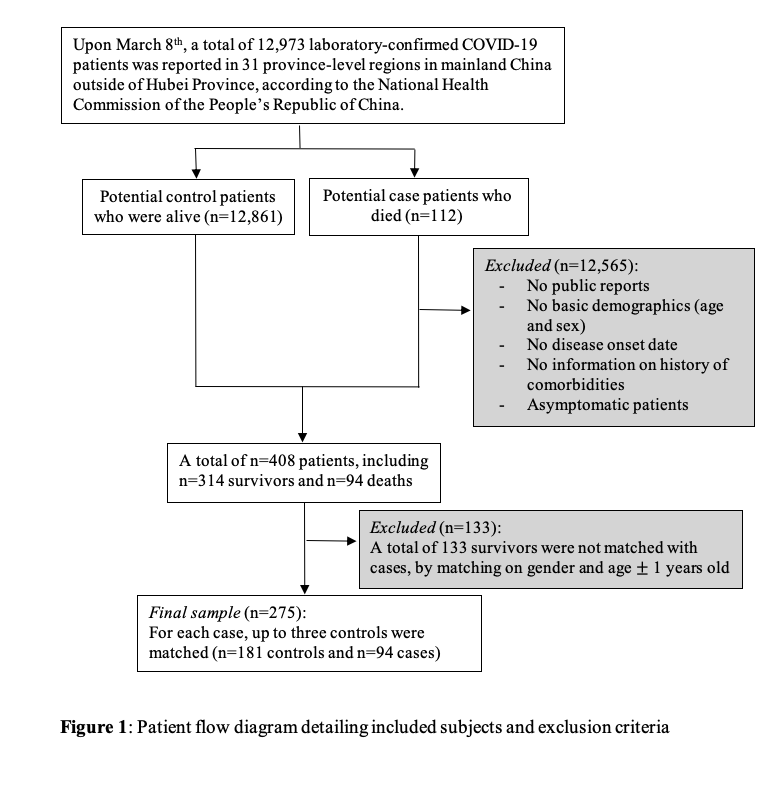 Upon March 8th, a total of 12,973 laboratory-confirmed COVID-19
patients was reported in 31 province-level regions in mainland China
outside of Hubei Province, according to the National Health
Commission of the People’s Republic of China.
Potential control patients
who were alive (n=12,861)
Potential case patients who
died (n=112)
Excluded (n=12,565):
- No public reports
- No basic demographics (age
and sex)
- No disease onset date
- No information on history of
comorbidities
- Asymptomatic patients
A total of n=408 patients, including
n=314 survivors and n=94 deaths
Excluded (n=133):
A total of 133 survivors were not matched with
cases, by matching on gender and age ± 1 years old
Final sample (n=275):
For each case, up to three controls were
matched (n=181 controls and n=94 cases)
Figure 1: Patient flow diagram detailing included subjects and exclusion criteria